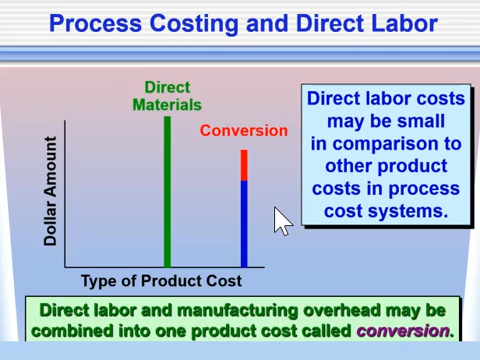 Process Costing and Direct Labor
Direct
Materials
Conversion
Dollar Amount
Type of Product Cost
Direct labor costs
may be small
in comparison to
other product
costs in process
cost systems.
Direct labor and manufacturing overhead may be
combined into one product cost called conversion.